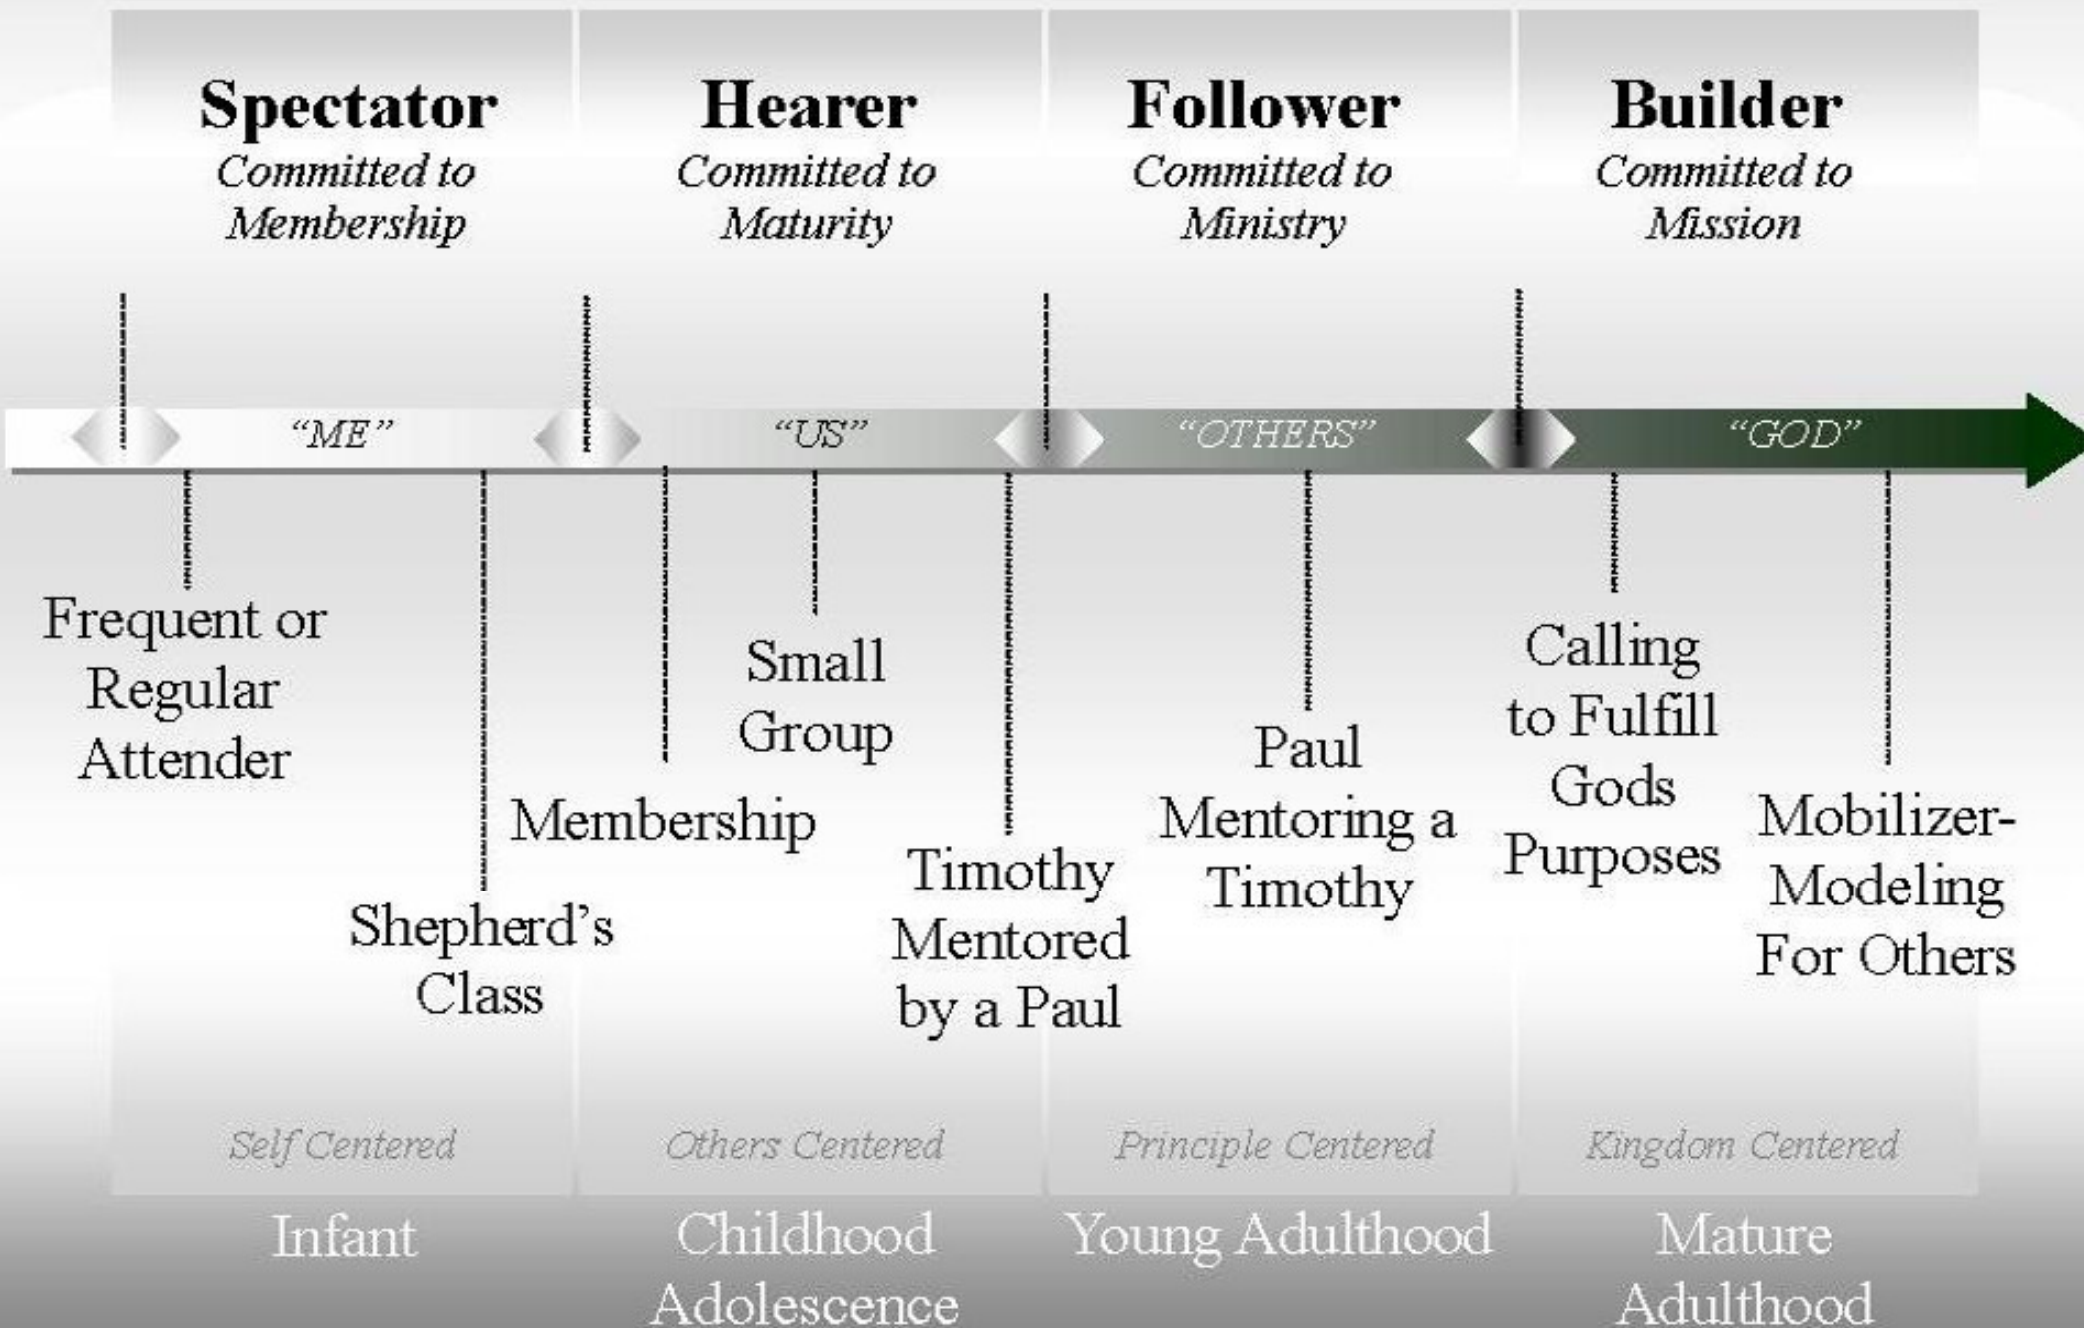 Spectator
Committed to
Membership
Hearer
Committed to
Maturity
Follower
Committed to
Ministry
Builder
Committed to
Mission
“ME”
“US”
“OTHERS”
“GOD”
Frequent or
Regular
Attender
Shepherd’s
Class
Membership
Small
Group
Timothy
Mentored
by a Paul
Paul
Mentoring a
Timothy
Calling
to Fulfill
Gods
Purposes
Mobilizer-
Modeling
For Others
Self Centered
Others Centered
Principle Centered
Kingdom Centered
Infant
Childhood
Adolescence
Young Adulthood
Mature
Adulthood